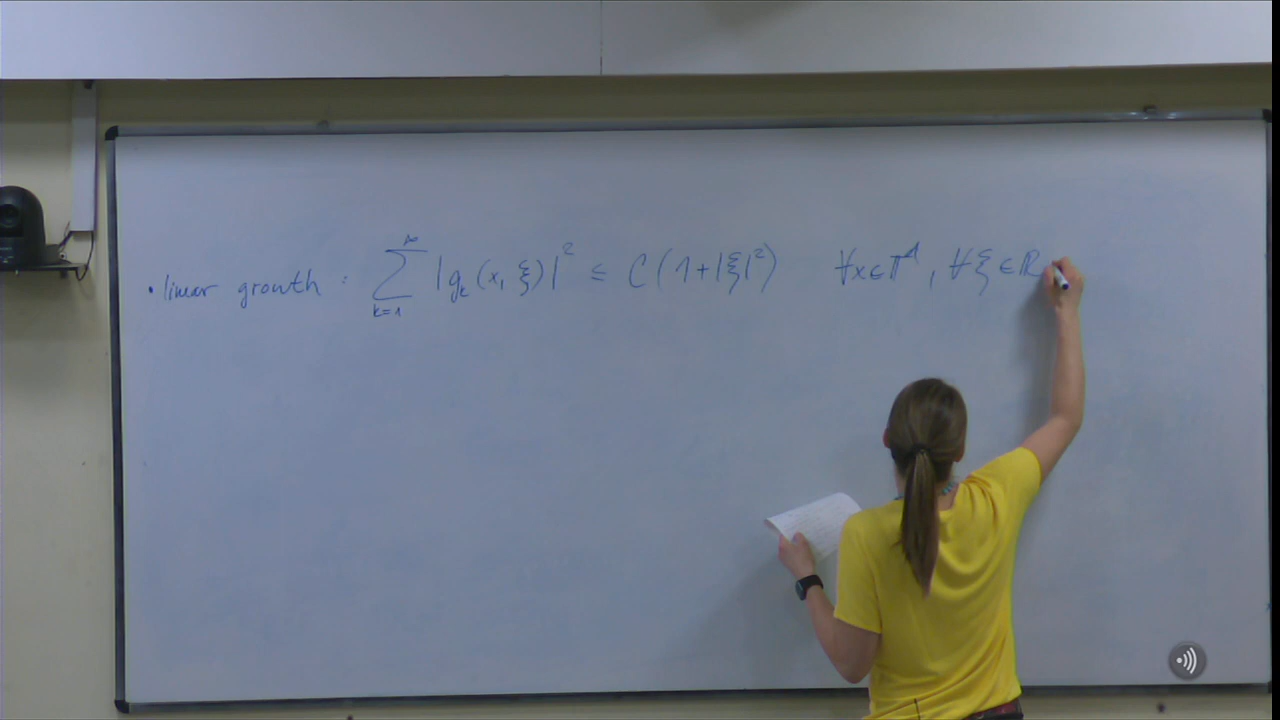 • linear growth : ∑_{k=1}^{∞} |g_k(x, ξ)|² ≤ C(1+|ξ|²) ∀x∈𝕋^d, ∀ξ∈ℝ